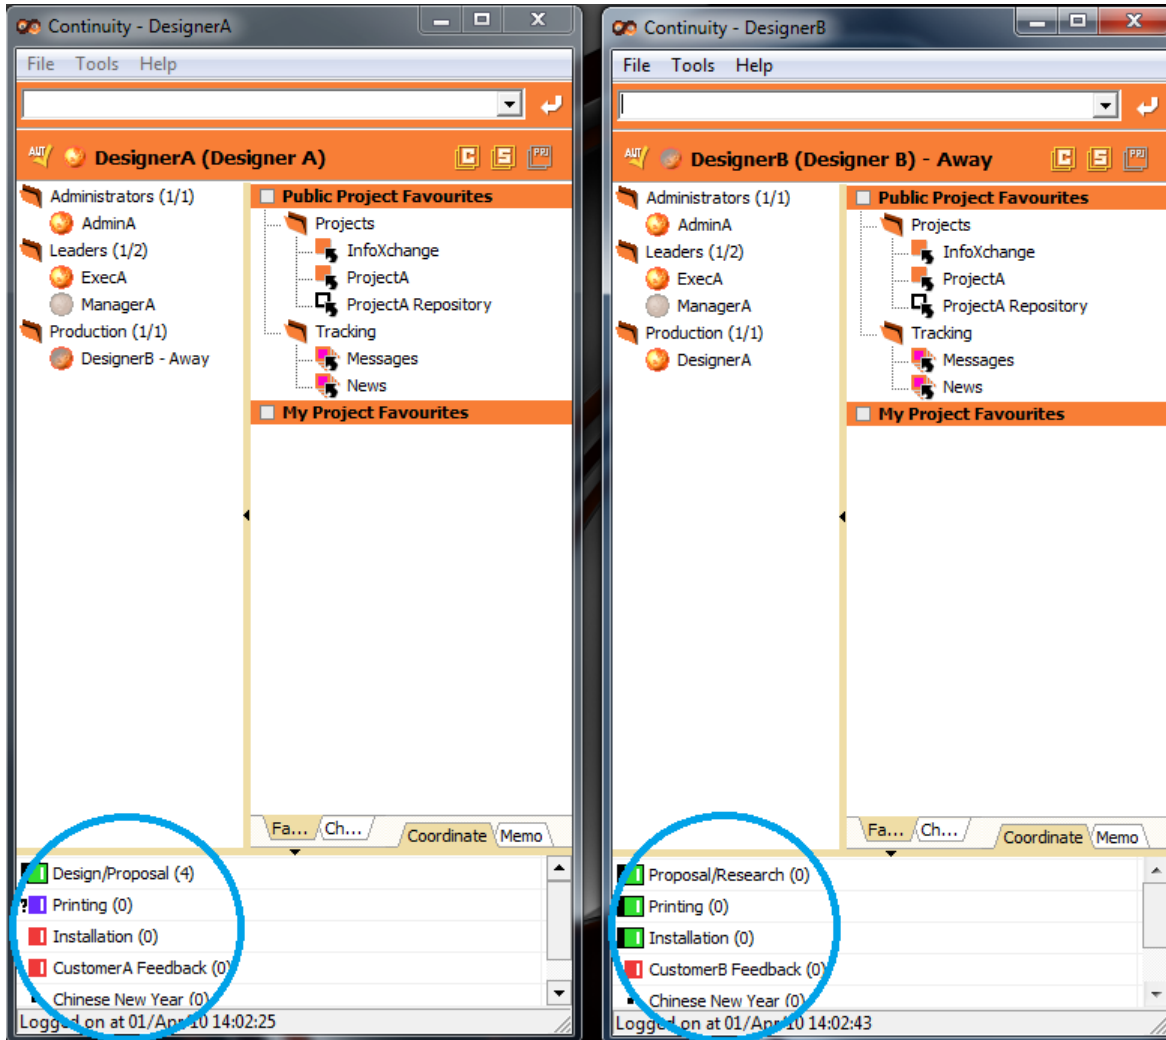 Continuity - DesignerA
File Tools Help
AUT DesignerA (Designer A) C S PPJ
Administrators (1/1)
AdminA
Leaders (1/2)
ExecA
ManagerA
Production (1/1)
DesignerB - Away
Public Project Favourites
Projects
InfoXchange
ProjectA
ProjectA Repository
Tracking
Messages
News
My Project Favourites
Fa... Ch... Coordinate Memo
Design/Proposal (4)
? Printing (0)
Installation (0)
CustomerA Feedback (0)
Chinese New Year (0)
Logged on at 01/Apr/10 14:02:25
Continuity - DesignerB
File Tools Help
AUT DesignerB (Designer B) - Away C S PPJ
Administrators (1/1)
AdminA
Leaders (1/2)
ExecA
ManagerA
Production (1/1)
DesignerA
Public Project Favourites
Projects
InfoXchange
ProjectA
ProjectA Repository
Tracking
Messages
News
My Project Favourites
Fa... Ch... Coordinate Memo
Proposal/Research (0)
Printing (0)
Installation (0)
CustomerB Feedback (0)
Chinese New Year (0)
Logged on at 01/Apr/10 14:02:43